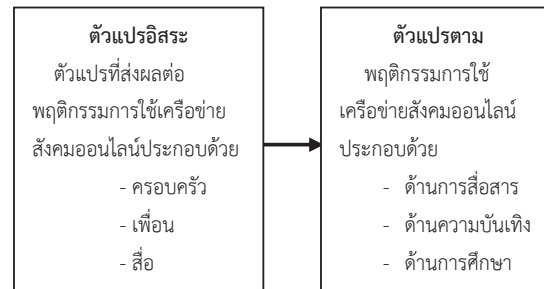 ตัวแปรอิสระ
ตัวแปรที่ส่งผลต่อ
พฤติกรรมการใช้เครือข่าย
สังคมออนไลน์ประกอบด้วย
- ครอบครัว
- เพื่อน
- สื่อ
ตัวแปรตาม
พฤติกรรมการใช้
เครือข่ายสังคมออนไลน์
ประกอบด้วย
- ด้านการสื่อสาร
- ด้านความบันเทิง
- ด้านการศึกษา